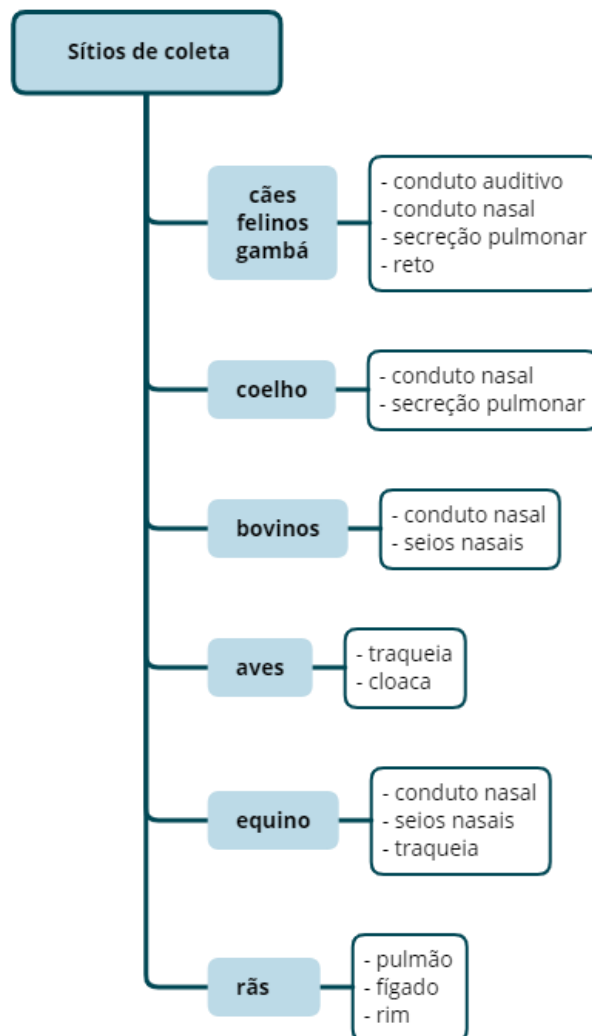 Sítios de coleta
cães
felinos
gambá
- conduto auditivo
- conduto nasal
- secreção pulmonar
- reto
coelho
- conduto nasal
- secreção pulmonar
bovinos
- conduto nasal
- seios nasais
aves
- traqueia
- cloaca
equino
- conduto nasal
- seios nasais
- traqueia
rãs
- pulmão
- fígado
- rim